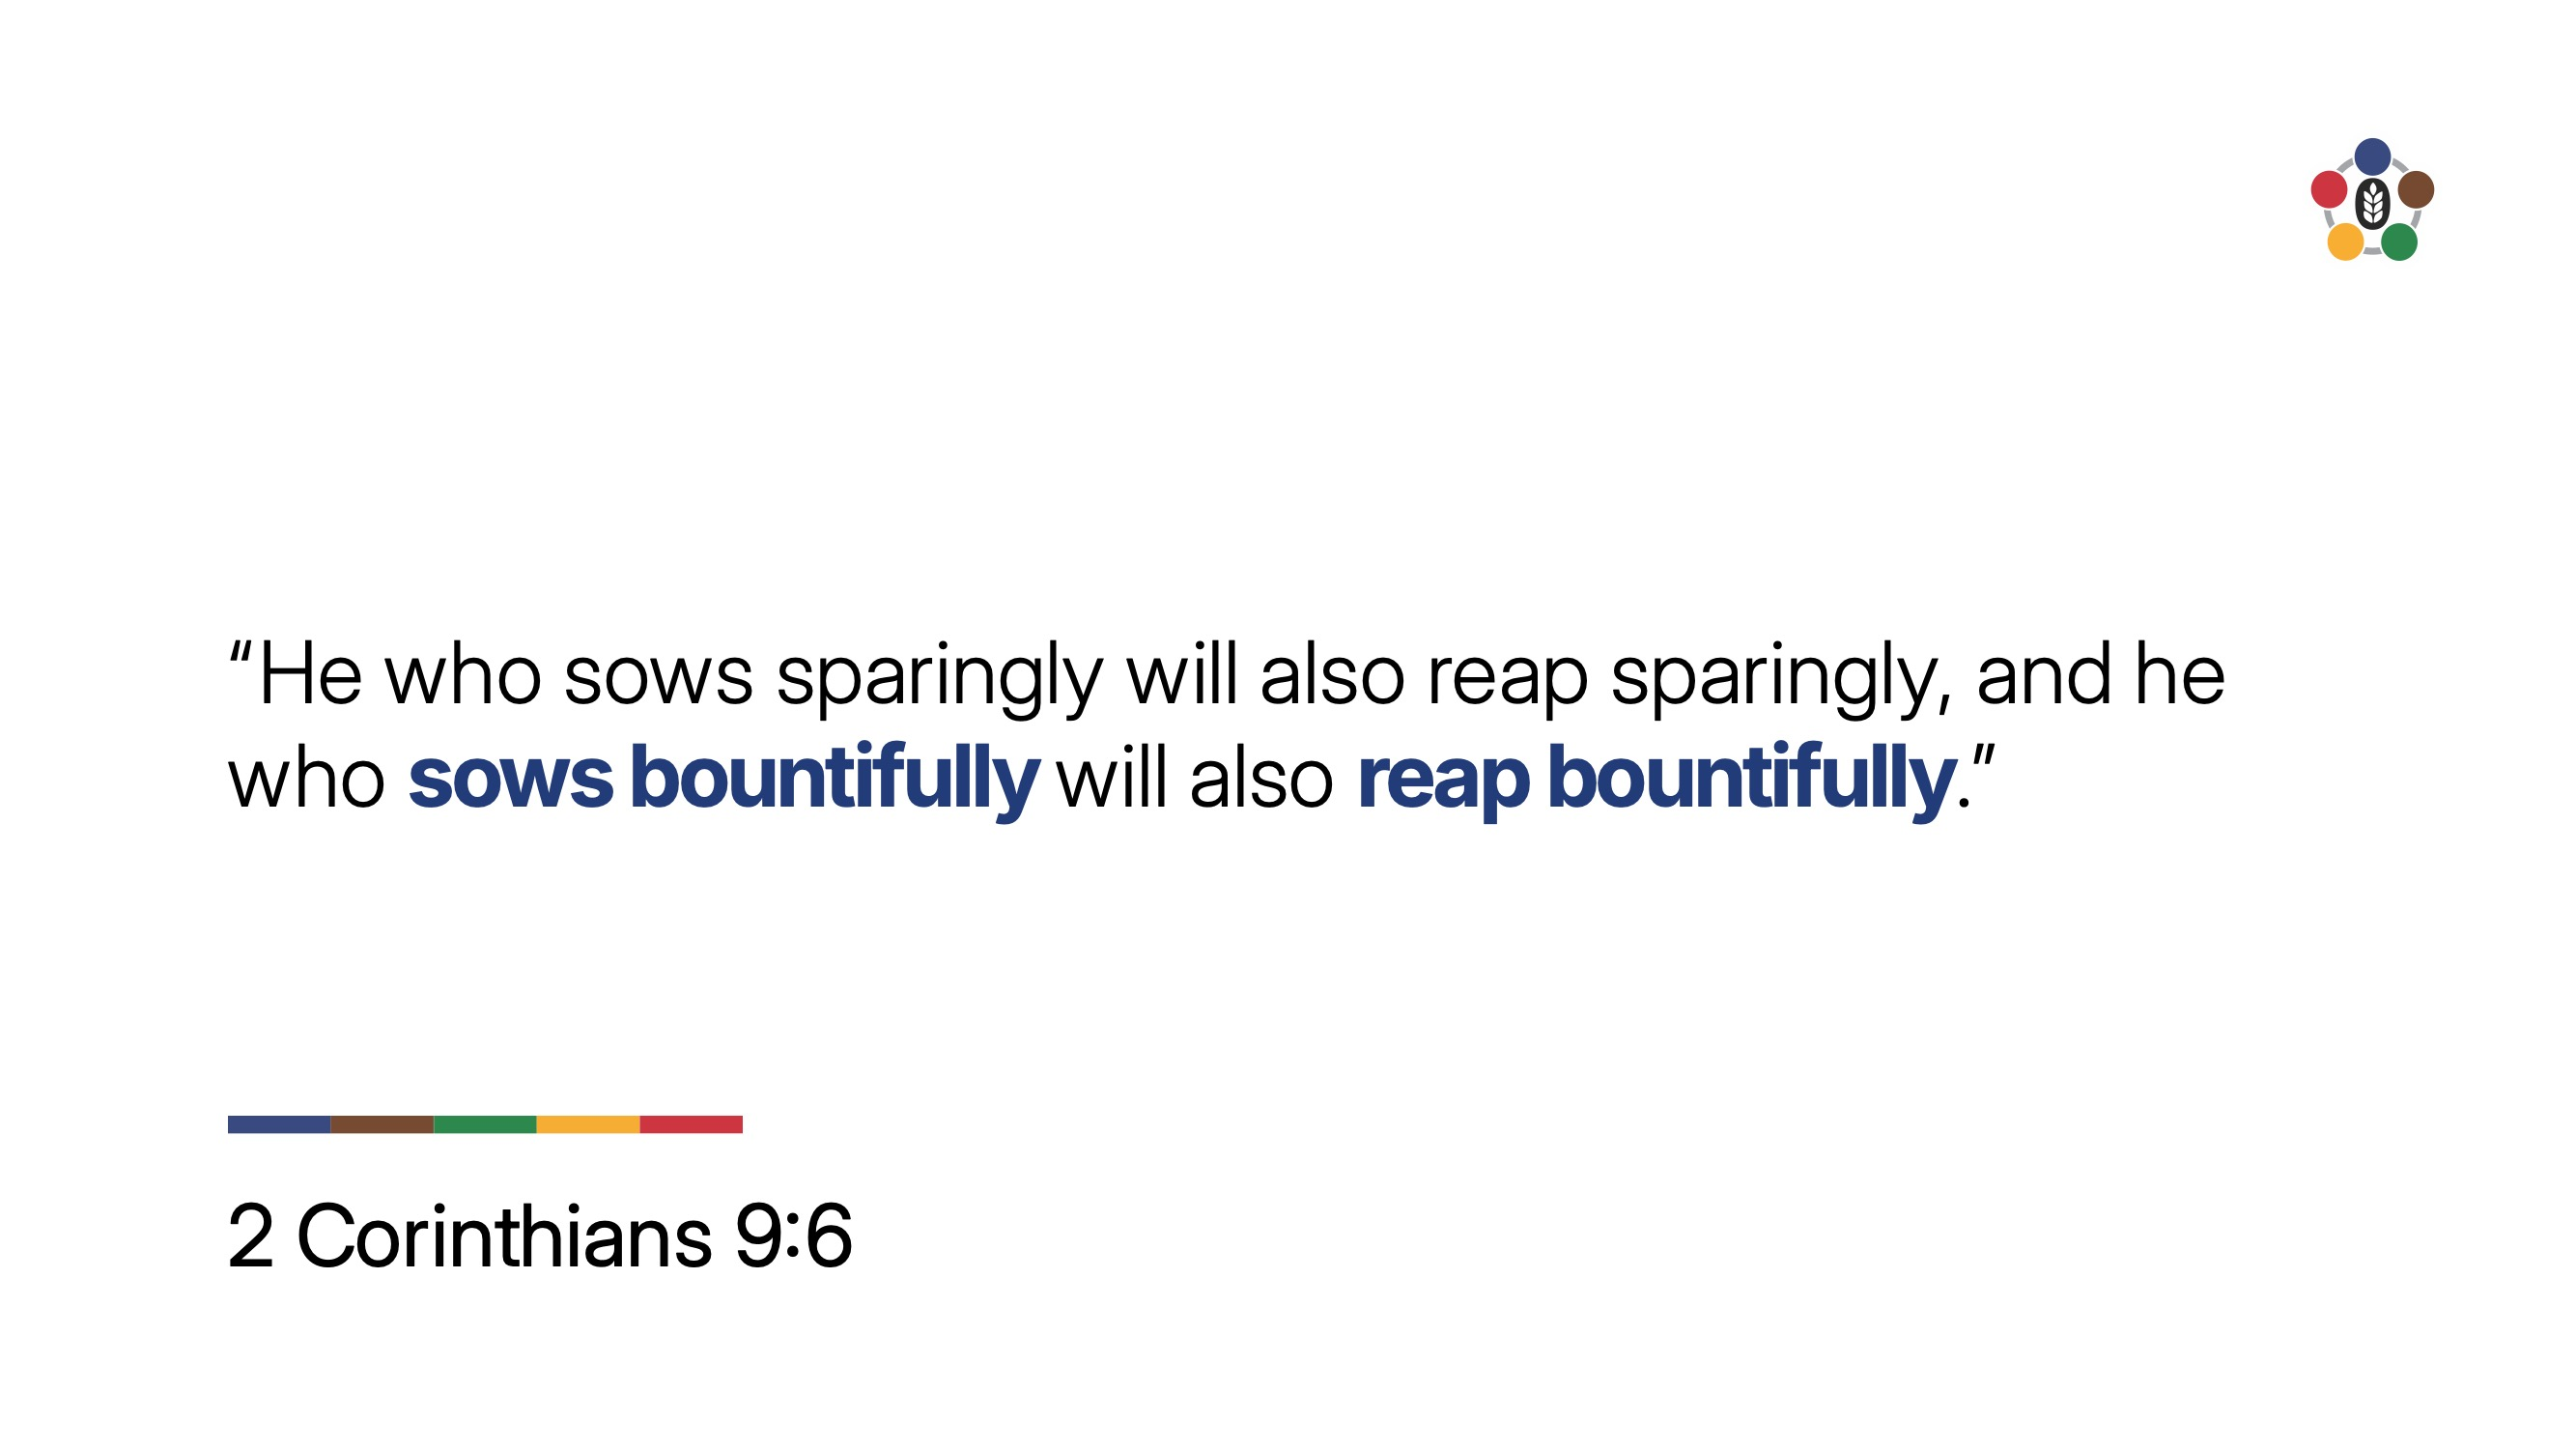 “He who sows sparingly will also reap sparingly, and he
who sows bountifully will also reap bountifully.”
2 Corinthians 9:6